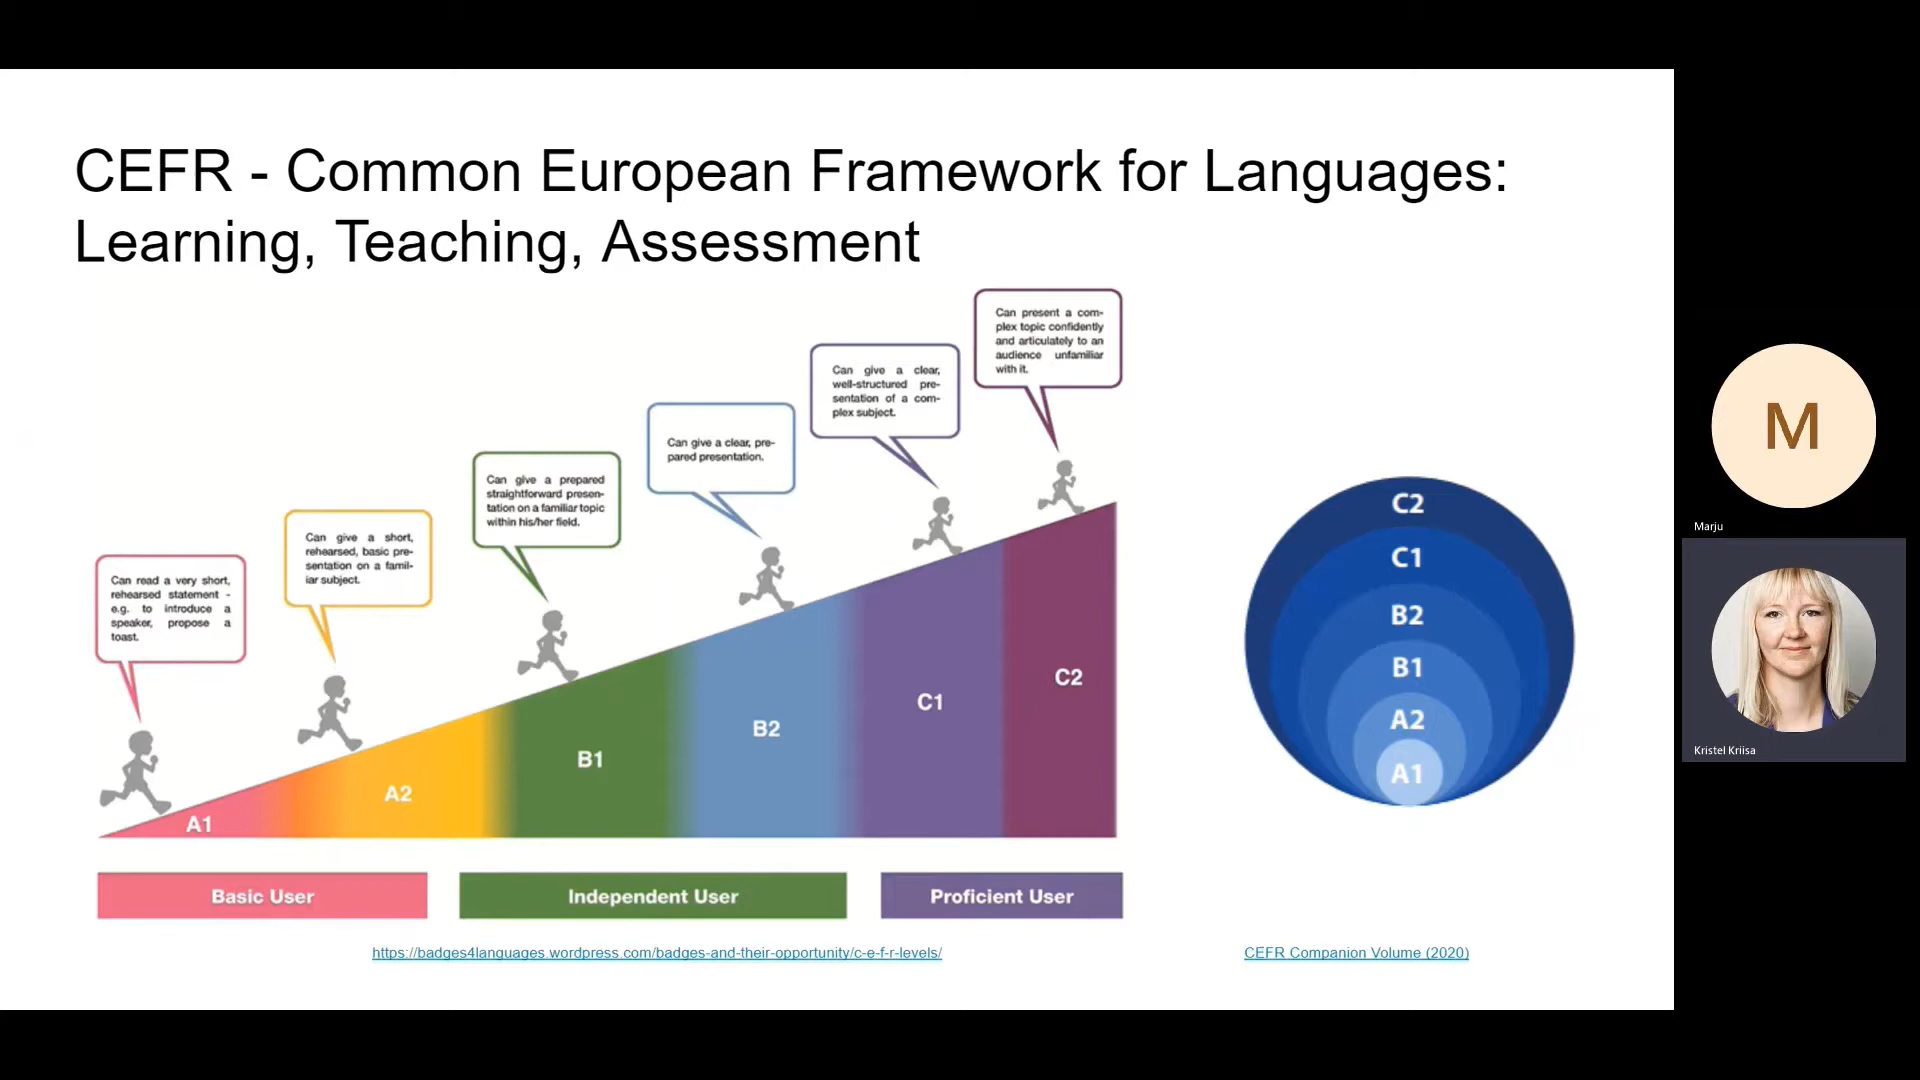 CEFR - Common European Framework for Languages:
Learning, Teaching, Assessment
Can read a very short,
rehearsed statement -
e.g. to introduce a
speaker, propose a
toast.
Can give a short,
rehearsed, basic pre-
sentation on a famil-
iar subject.
Can give a prepared
straightforward presen-
tation on a familiar topic
within his/her field.
Can give a clear, pre-
pared presentation.
Can give a clear,
well-structured pre-
sentation of a com-
plex subject.
Can present a com-
plex topic confidently
and articulately to an
audience unfamiliar
with it.
A1
A2
B1
B2
C1
C2
Basic User
Independent User
Proficient User
https://badges4languages.wordpress.com/badges-and-their-opportunity/c-e-f-r-levels/
C2
C1
B2
B1
A2
A1
CEFR Companion Volume (2020)
M
Marju
Kristel Kriisa